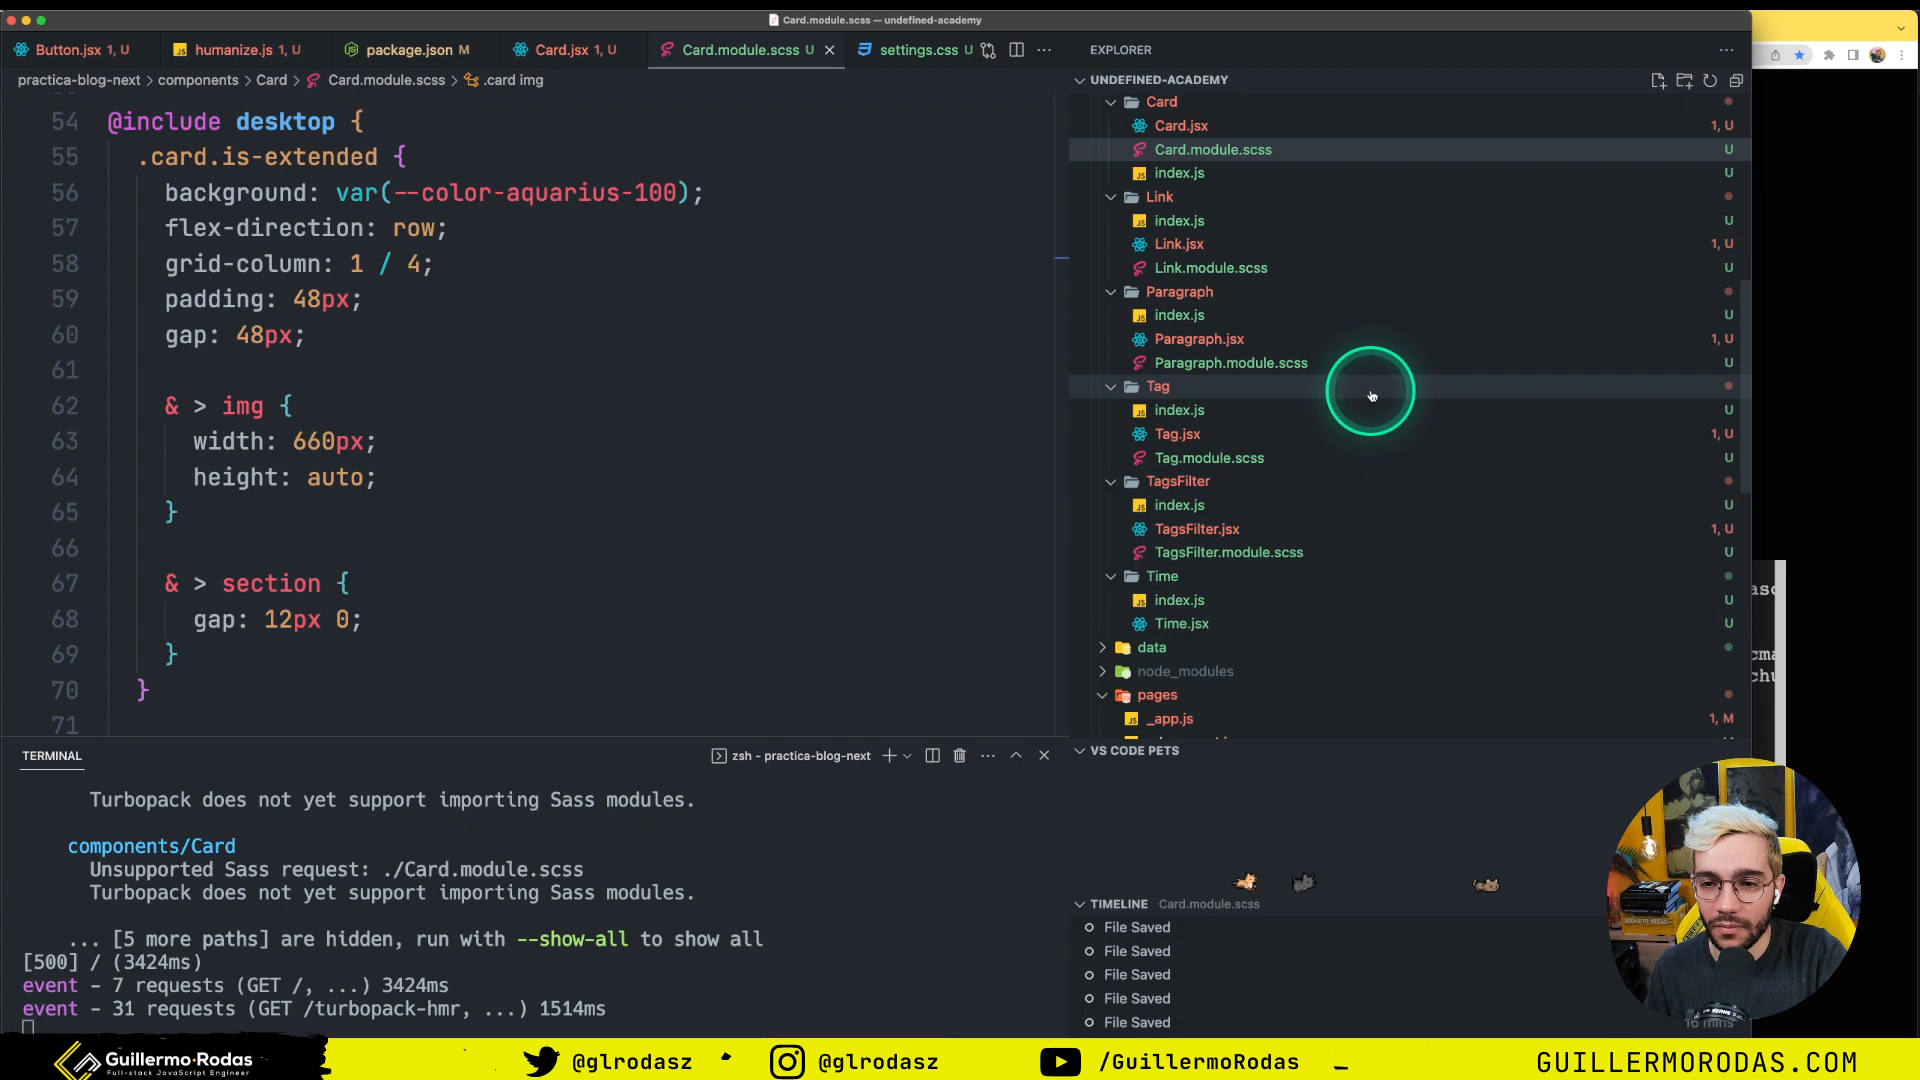 Card.module.scss — undefined-academy
Button.jsx 1, U
humanize.js 1, U
package.json M
Card.jsx 1, U
Card.module.scss U
settings.css U
practica-blog-next > components > Card > Card.module.scss > .card img
54 @include desktop {
55 .card.is-extended {
56 background: var(--color-aquarius-100);
57 flex-direction: row;
58 grid-column: 1 / 4;
59 padding: 48px;
60 gap: 48px;
61
62 & > img {
63 width: 660px;
64 height: auto;
65 }
66
67 & > section {
68 gap: 12px 0;
69 }
70 }
71
TERMINAL
zsh - practica-blog-next
Turbopack does not yet support importing Sass modules.
components/Card
Unsupported Sass request: ./Card.module.scss
Turbopack does not yet support importing Sass modules.
... [5 more paths] are hidden, run with --show-all to show all
[500] / (3424ms)
event - 7 requests (GET /, ...) 3424ms
event - 31 requests (GET /turbopack-hmr, ...) 1514ms
EXPLORER
UNDEFINED-ACADEMY
Card
Card.jsx 1, U
Card.module.scss U
index.js U
Link
index.js U
Link.jsx 1, U
Link.module.scss U
Paragraph
index.js U
Paragraph.jsx 1, U
Paragraph.module.scss U
Tag
index.js U
Tag.jsx 1, U
Tag.module.scss U
TagsFilter
index.js U
TagsFilter.jsx 1, U
TagsFilter.module.scss U
Time
index.js U
Time.jsx U
data
node_modules
pages
_app.js 1, M
VS CODE PETS
TIMELINE Card.module.scss
File Saved
File Saved
File Saved
File Saved
File Saved
16 mins
Guillermo Rodas
Full-stack JavaScript Engineer
@glrodasz
@glrodasz
/GuillermoRodas
GUILLERMORODAS.COM